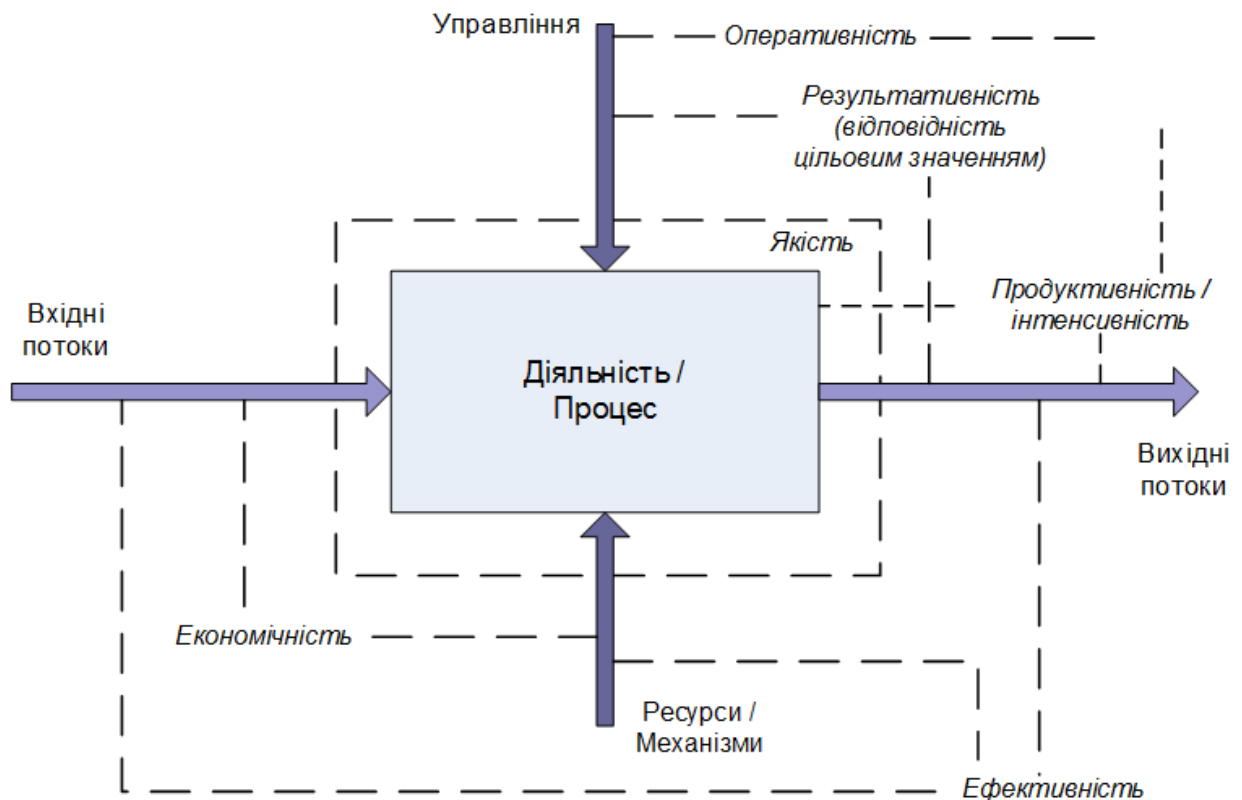 Управління
Оперативність
Результативність
(відповідність
цільовим значенням)
Якість
Продуктивність /
інтенсивність
Вхідні
потоки
Діяльність /
Процес
Вихідні
потоки
Економічність
Ресурси /
Механізми
Ефективність